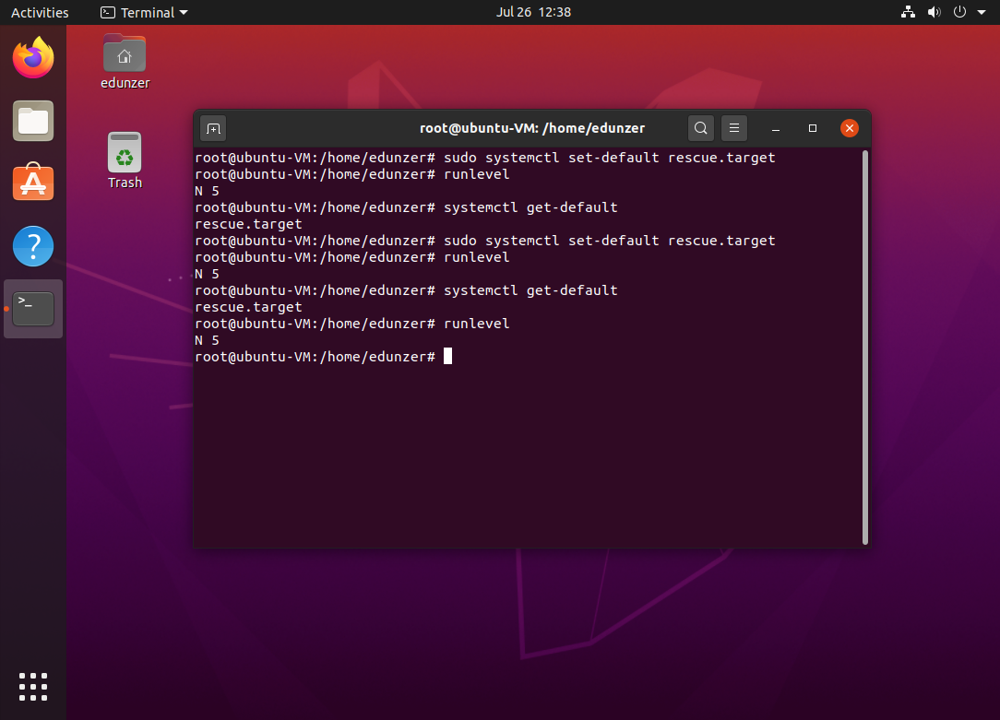 Activities
Terminal
Jul 26 12:38
edunzer
Trash
root@ubuntu-VM: /home/edunzer
root@ubuntu-VM:/home/edunzer# sudo systemctl set-default rescue.target
root@ubuntu-VM:/home/edunzer# runlevel
N 5
root@ubuntu-VM:/home/edunzer# systemctl get-default
rescue.target
root@ubuntu-VM:/home/edunzer# sudo systemctl set-default rescue.target
root@ubuntu-VM:/home/edunzer# runlevel
N 5
root@ubuntu-VM:/home/edunzer# systemctl get-default
rescue.target
root@ubuntu-VM:/home/edunzer# runlevel
N 5
root@ubuntu-VM:/home/edunzer#